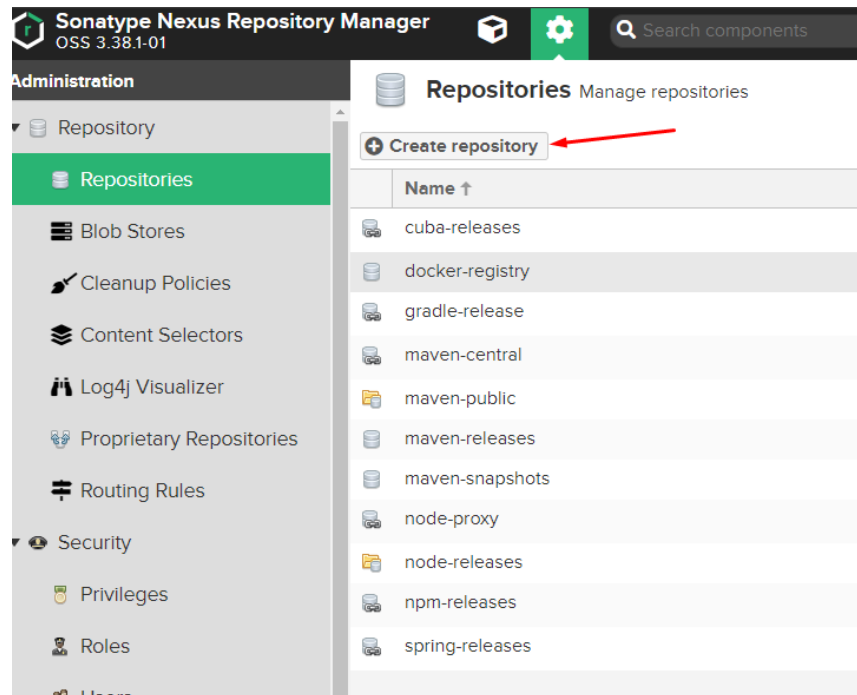 Sonatype Nexus Repository Manager
OSS 3.38.1-01
Search components
Administration
Repository
Repositories
Blob Stores
Cleanup Policies
Content Selectors
Log4j Visualizer
Proprietary Repositories
Routing Rules
Security
Privileges
Roles
Users
Repositories Manage repositories
Create repository
Name
cuba-releases
docker-registry
gradle-release
maven-central
maven-public
maven-releases
maven-snapshots
node-proxy
node-releases
npm-releases
spring-releases